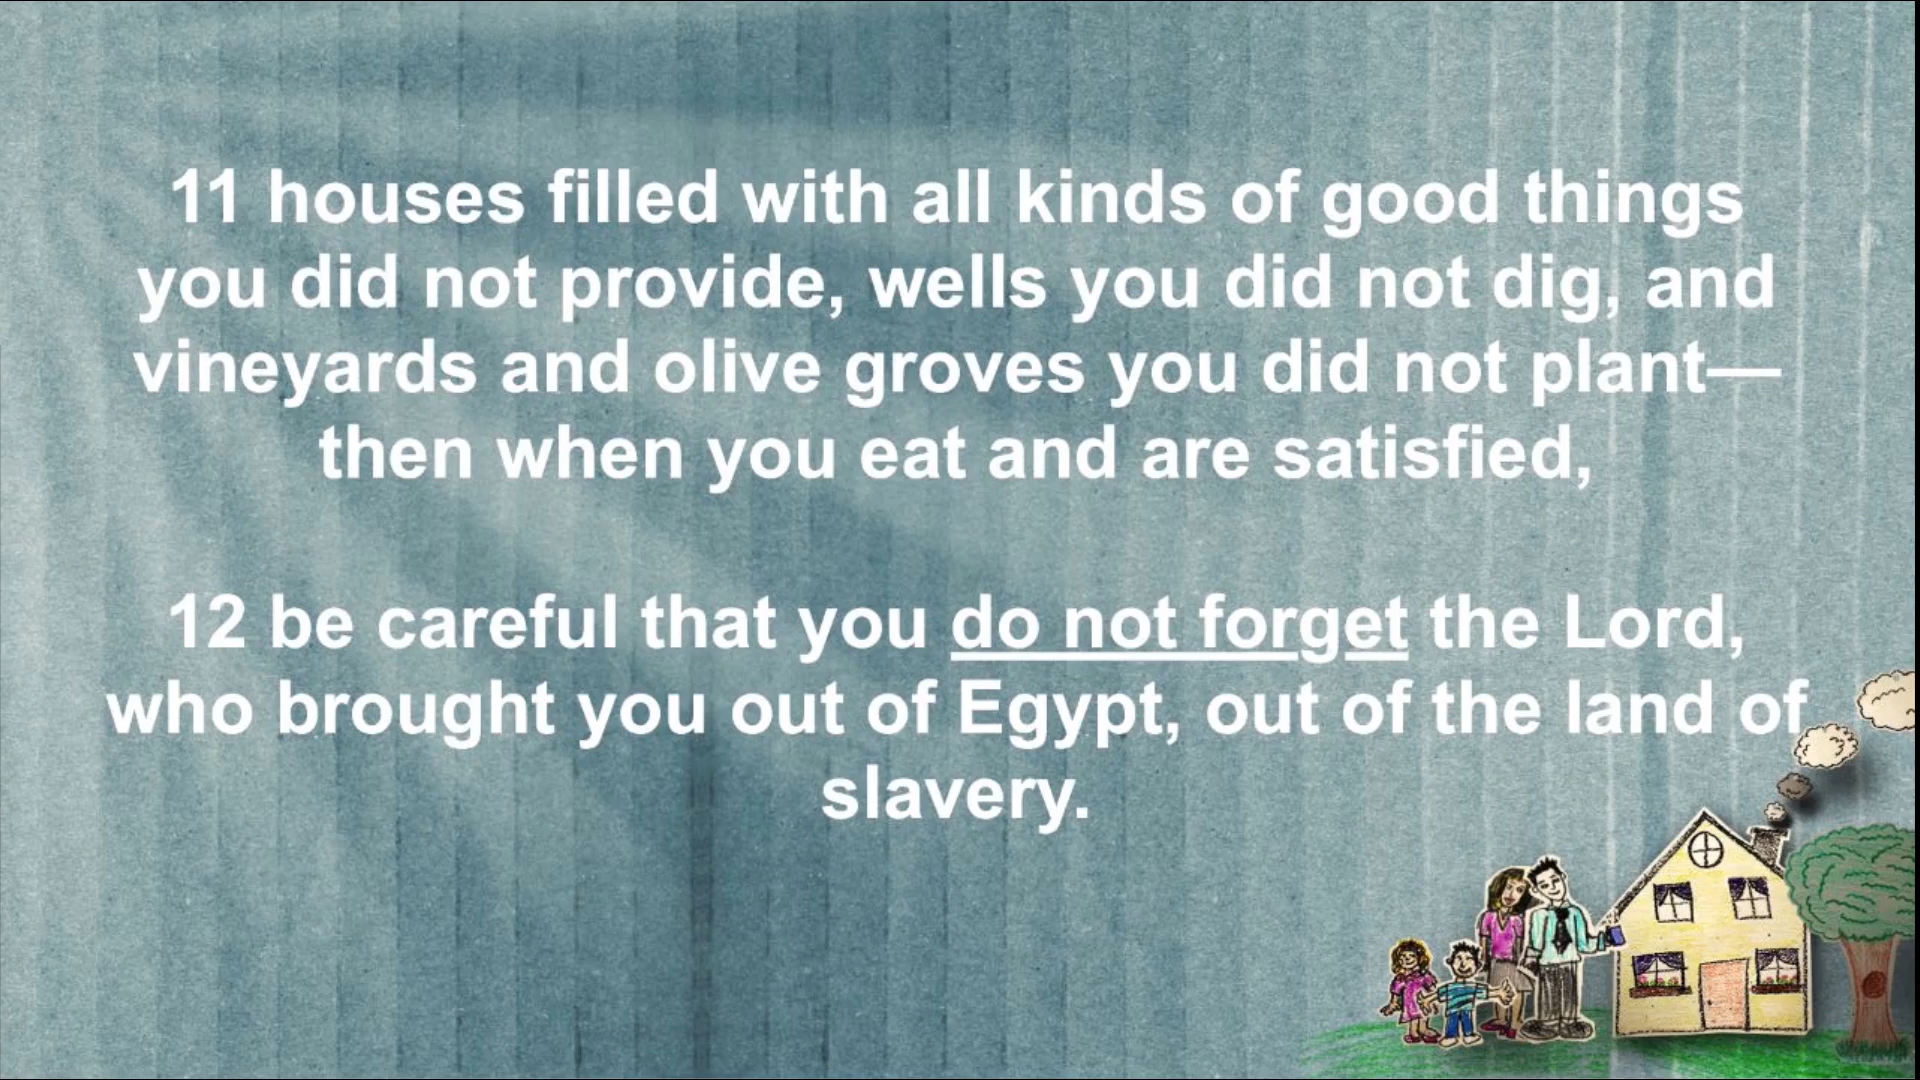 11 houses filled with all kinds of good things
you did not provide, wells you did not dig, and
vineyards and olive groves you did not plant—
then when you eat and are satisfied,
12 be careful that you do not forget the Lord,
who brought you out of Egypt, out of the land of
slavery.